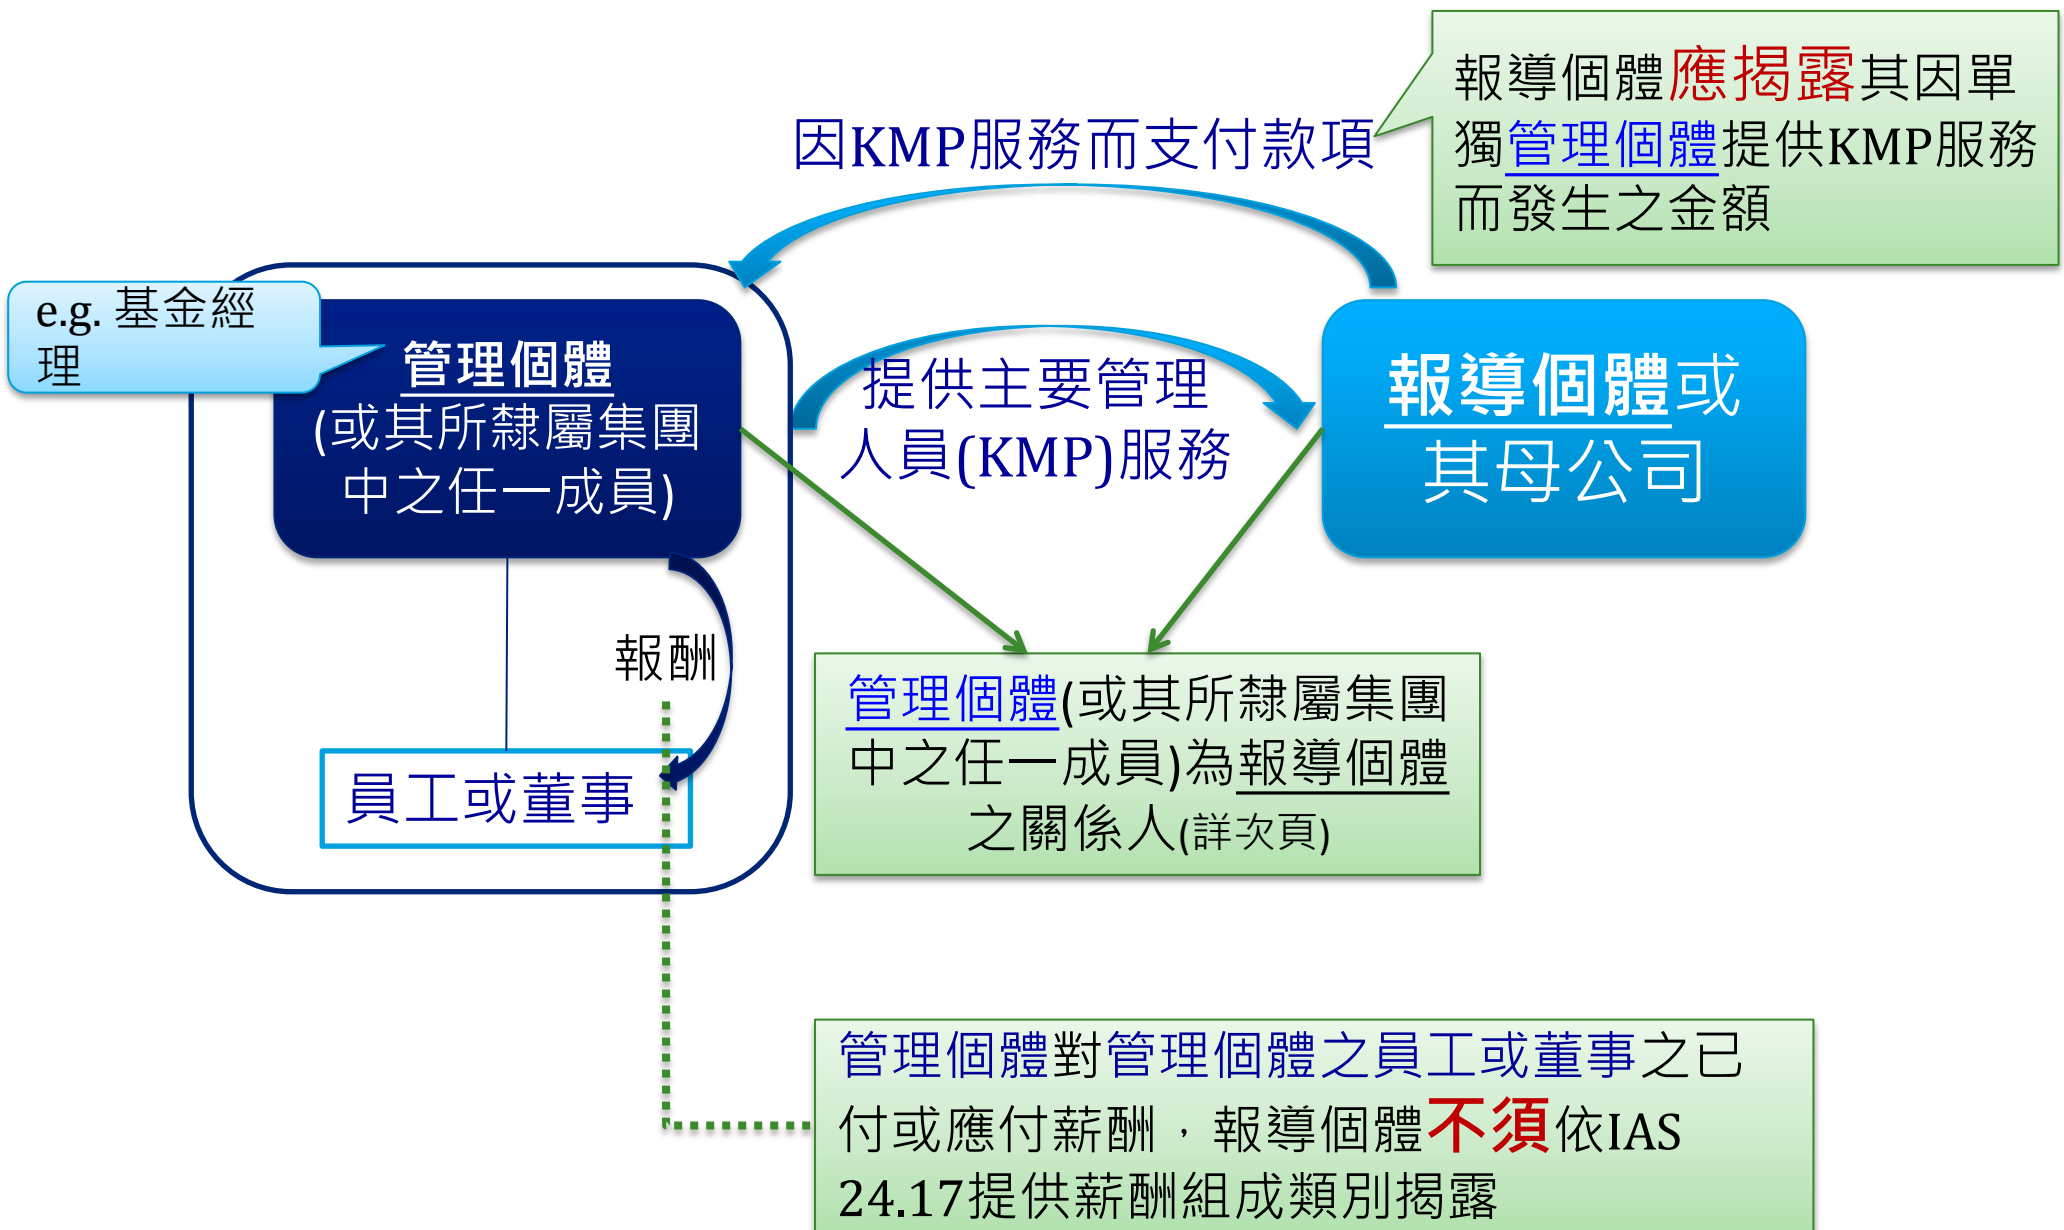 報導個體應揭露其因單
獨管理個體提供KMP服務
而發生之金額
因KMP服務而支付款項
e.g. 基金經
理
管理個體
(或其所隸屬集團
中之任一成員)
提供主要管理
人員(KMP)服務
報導個體或
其母公司
報酬
員工或董事
管理個體(或其所隸屬集團
中之任一成員)為報導個體
之關係人(詳次頁)
管理個體對管理個體之員工或董事之已
付或應付薪酬，報導個體不須依IAS
24.17提供薪酬組成類別揭露